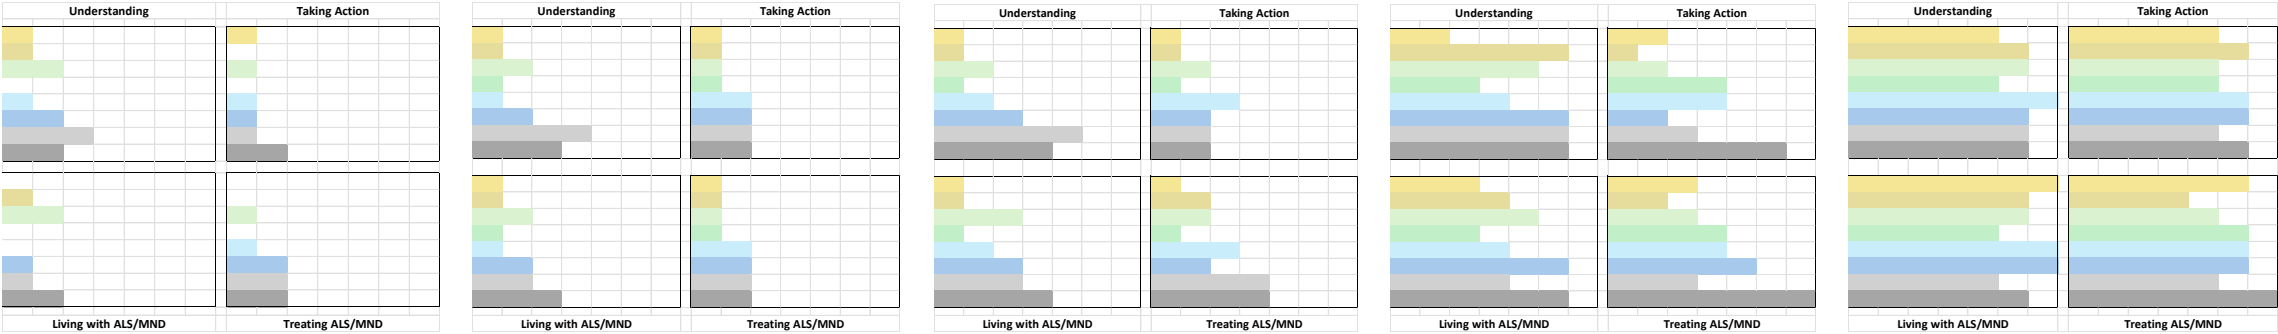 Understanding Taking Action Understanding Taking Action Understanding Taking Action Understanding Taking Action Understanding Taking Action
Living with ALS/MND Treating ALS/MND Living with ALS/MND Treating ALS/MND Living with ALS/MND Treating ALS/MND Living with ALS/MND Treating ALS/MND Living with ALS/MND Treating ALS/MND